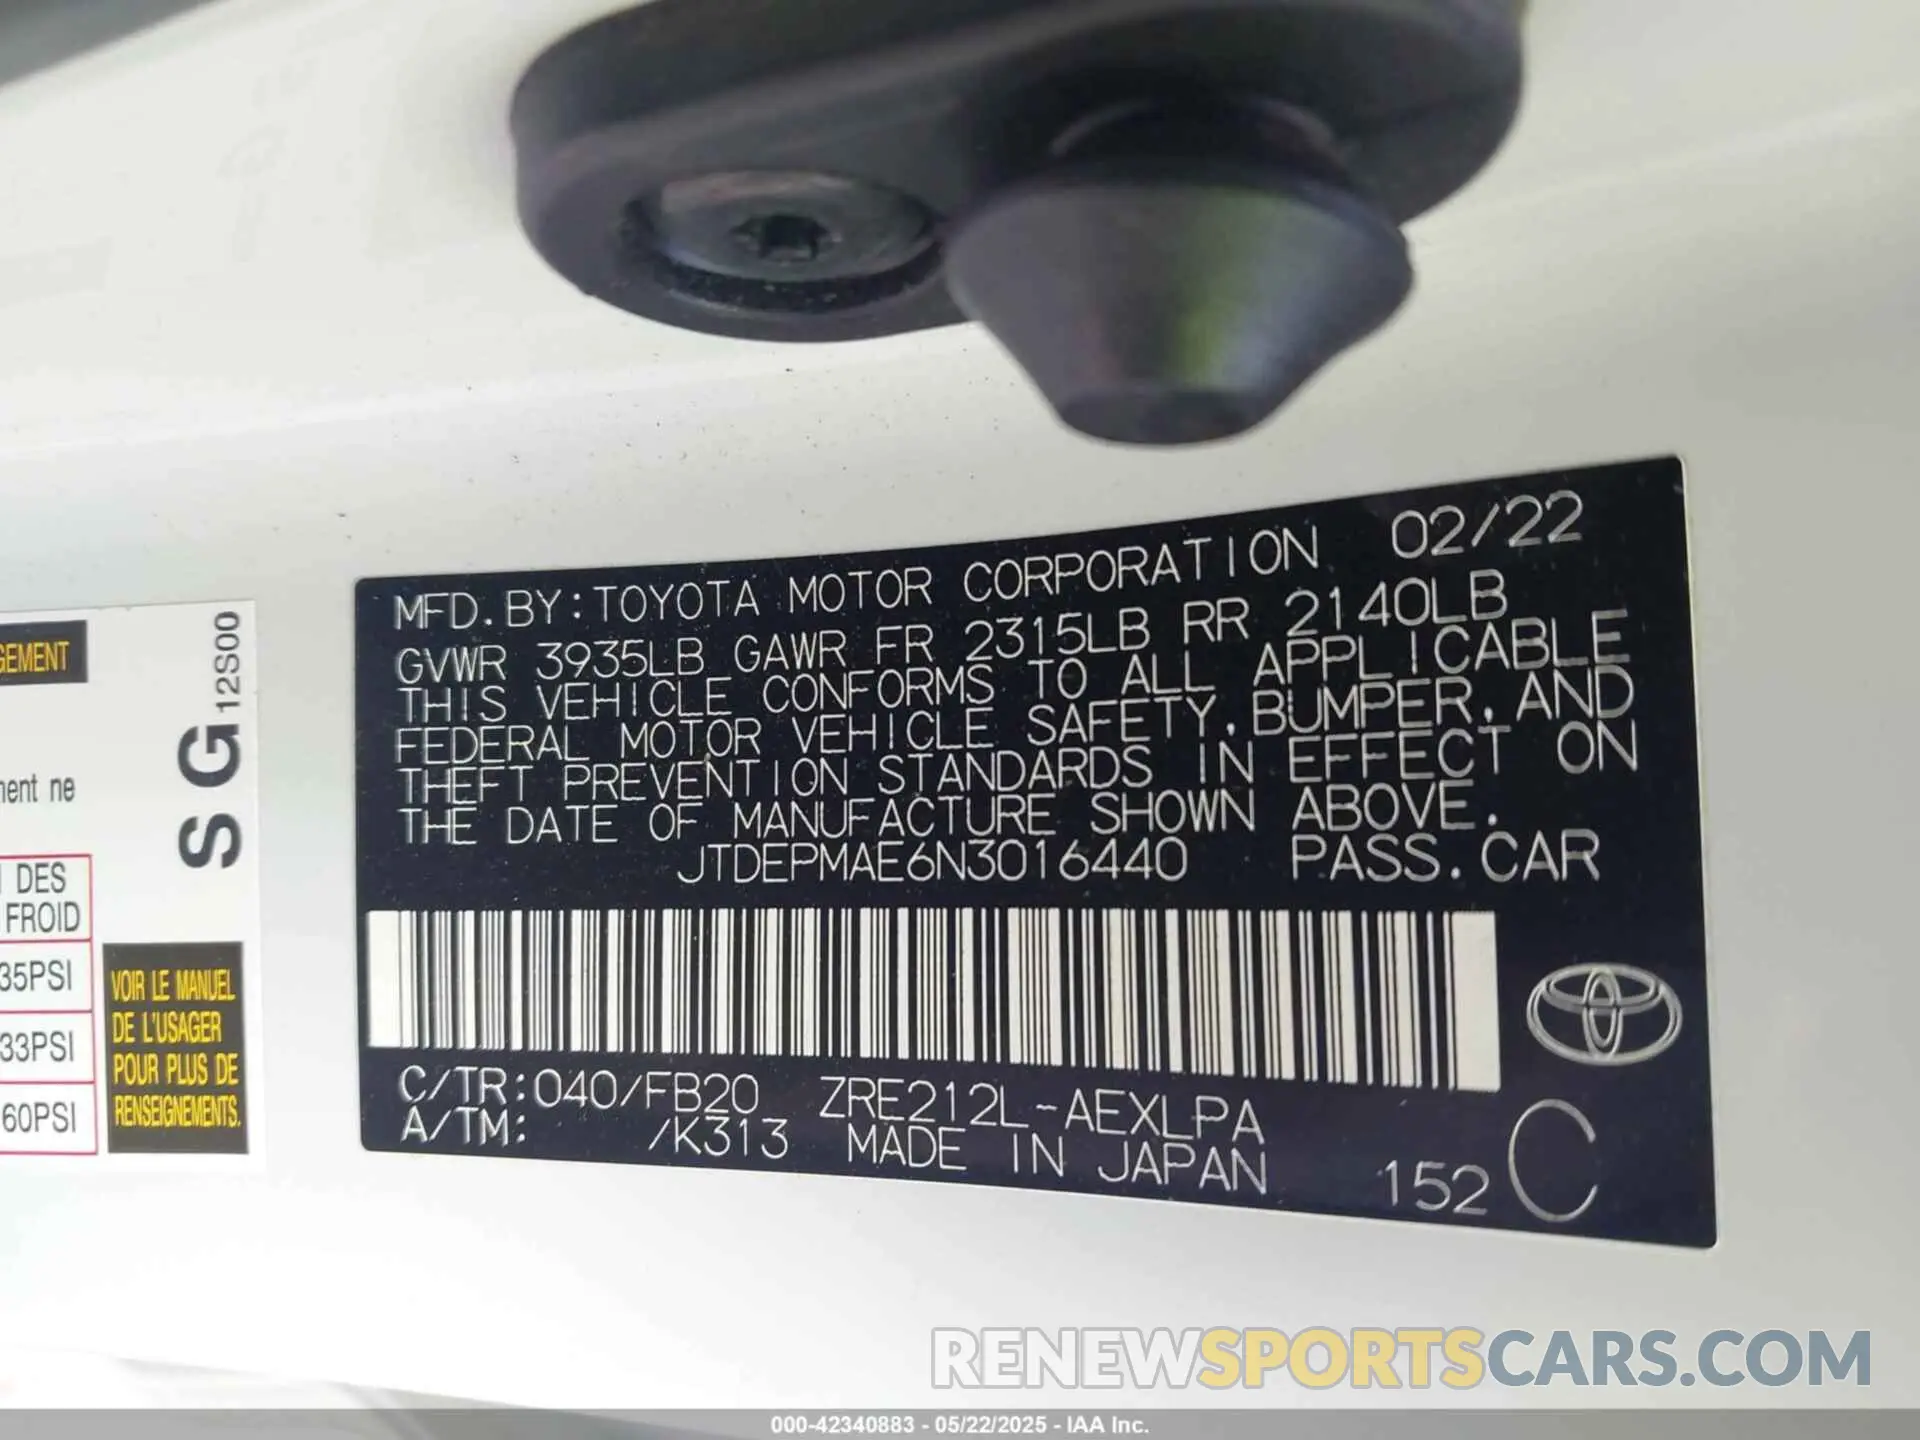 GEMENT
ment ne
DES
FROID
35PSI
33PSI
60PSI
SG12S00
VOIR LE MANUEL
DE L'USAGER
POUR PLUS DE
RENSEIGNEMENTS.
MFD. BY:TOYOTA MOTOR CORPORATION 02/22
GVWR 3935LB GAWR FR 2315LB RR 2140LB
THIS VEHICLE CONFORMS TO ALL APPLICABLE
FEDERAL MOTOR VEHICLE SAFETY, BUMPER, AND
THEFT PREVENTION STANDARDS IN EFFECT ON
THE DATE OF MANUFACTURE SHOWN ABOVE.
JTDEPMAE6N3016440 PASS.CAR
C/TR:040/FB20 ZRE212L-AEXLPA
A/TM: /K313 MADE IN JAPAN 152 C
RENEWSPORTSCARS.COM
000-42340883 - 05/22/2025 - IAA Inc.